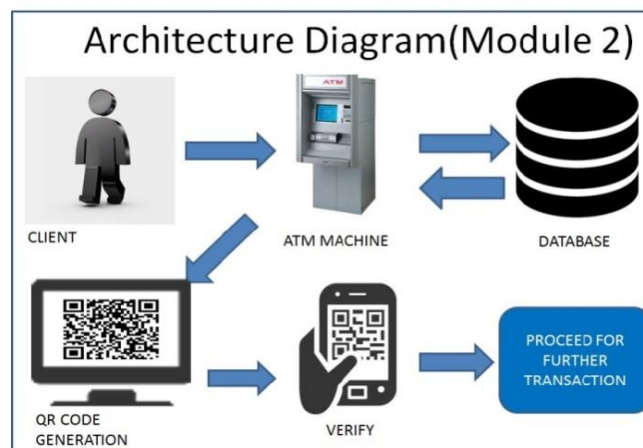 Architecture Diagram(Module 2)
ATM
CLIENT
ATM MACHINE
DATABASE
QR CODE
GENERATION
VERIFY
PROCEED FOR
FURTHER
TRANSACTION